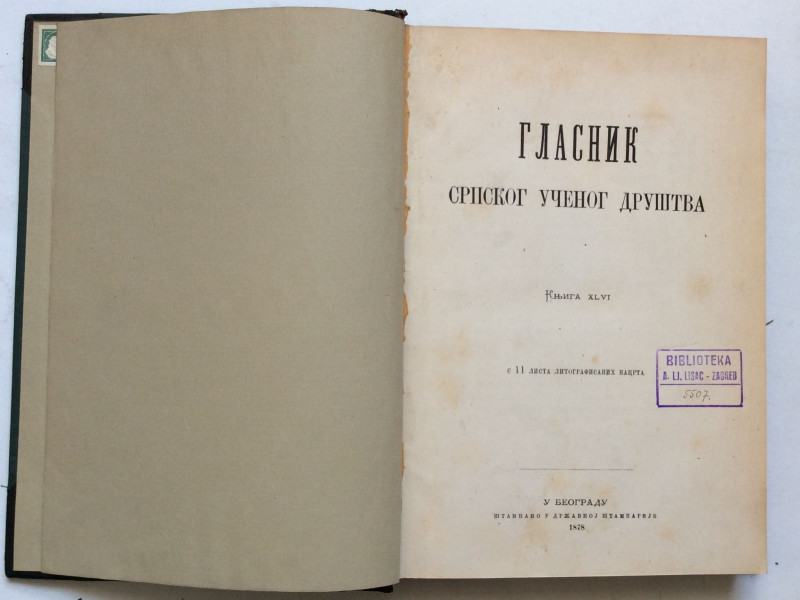 ГЛАСНИК
СРПСКОГ УЧЕНОГ ДРУШТВА
Књига XLVI
с 11 листа литографисаних нацрта
BIBLIOTEKA
A. LJ. LISAC - ZAGREB
5507.
У БЕОГРАДУ
ШТАМПАНО У ДРЖАВНОЈ ШТАМПАРИЈИ
1878